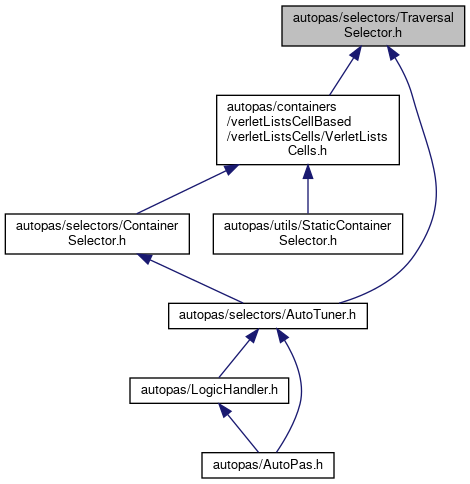 autopas/selectors/Traversal
Selector.h
autopas/containers
/verletListsCellBased
/verletListsCells/VerletLists
Cells.h
autopas/selectors/Container
Selector.h
autopas/utils/StaticContainer
Selector.h
autopas/selectors/AutoTuner.h
autopas/LogicHandler.h
autopas/AutoPas.h